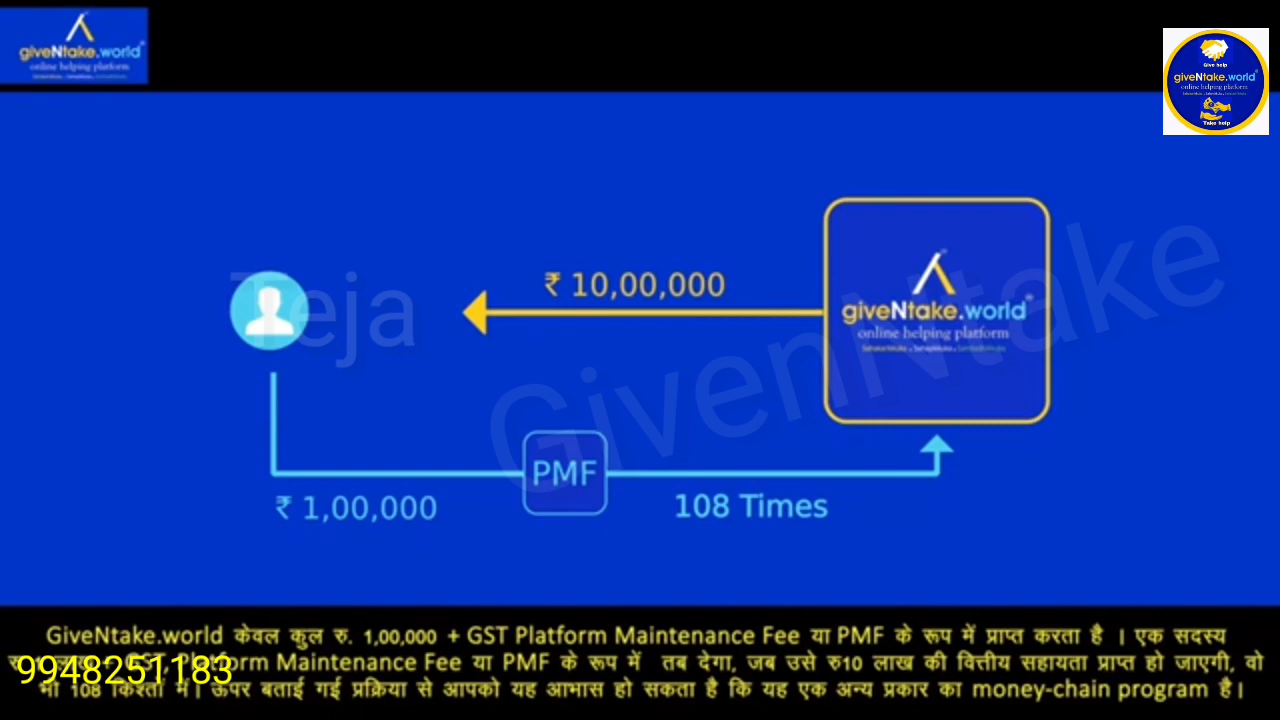 giveNtake.world
online helping platform
Give help
giveNtake.world
online helping platform
Take help
₹ 10,00,000
Teja
GivenNtake
giveNtake.world
online helping platform
PMF
₹ 1,00,000
108 Times
GiveNtake.world केवल कुल रु. 1,00,000 + GST Platform Maintenance Fee या PMF के रूप में प्राप्त करता है । एक सदस्य
GST Platform Maintenance Fee या PMF के रूप में तब देगा, जब उसे रु10 लाख की वित्तीय सहायता प्राप्त हो जाएगी, वो
9948251183
भी 108 किश्तों में। ऊपर बताई गई प्रक्रिया से आपको यह आभास हो सकता है कि यह एक अन्य प्रकार का money-chain program है।